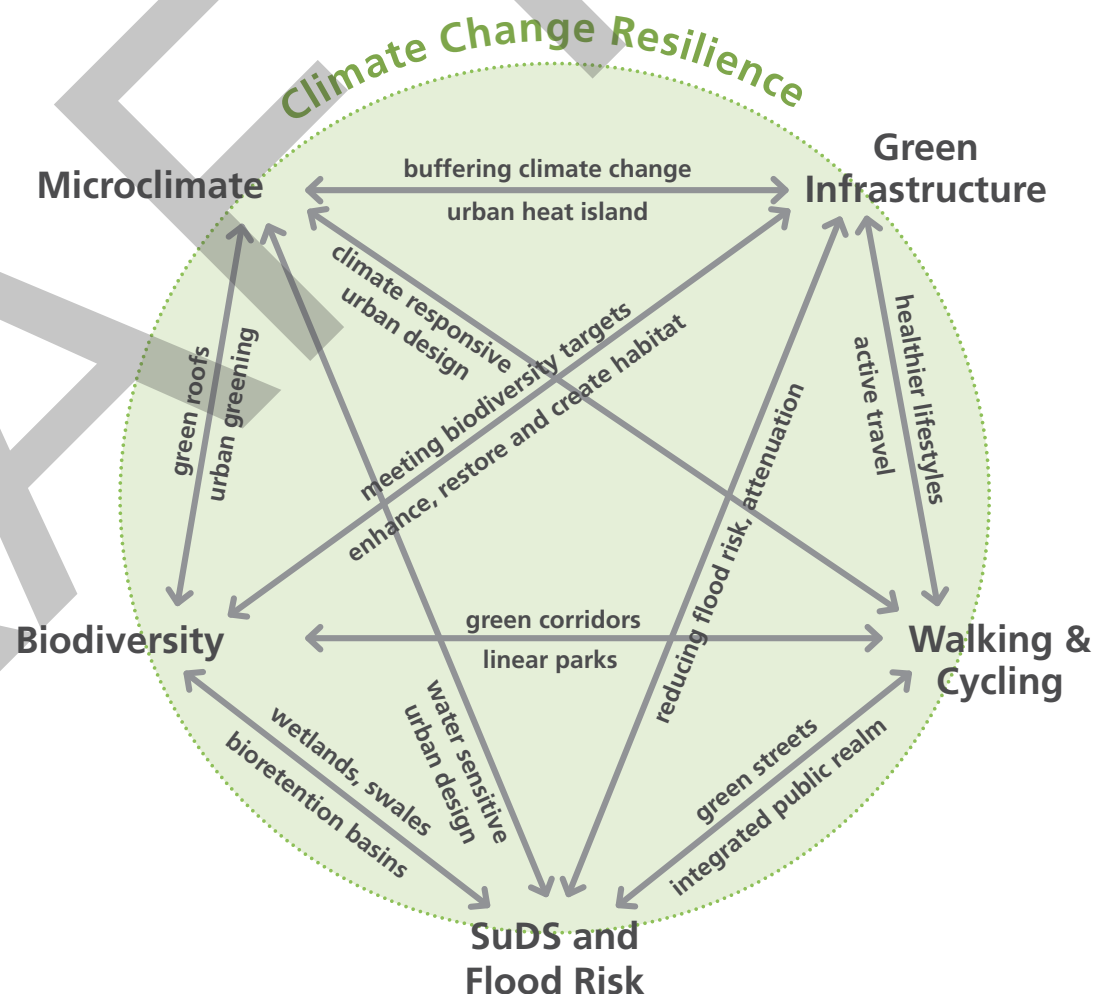 Climate Change Resilience
Microclimate
Green
Infrastructure
buffering climate change
urban heat island
climate responsive
urban design
meeting biodiversity targets
enhance, restore and create habitat
green roofs
urban greening
reducing flood risk, attenuation
healthier lifestyles
active travel
Biodiversity
green corridors
linear parks
Walking &
Cycling
wetlands, swales
bioretention basins
water sensitive
urban design
green streets
integrated public realm
SuDS and
Flood Risk